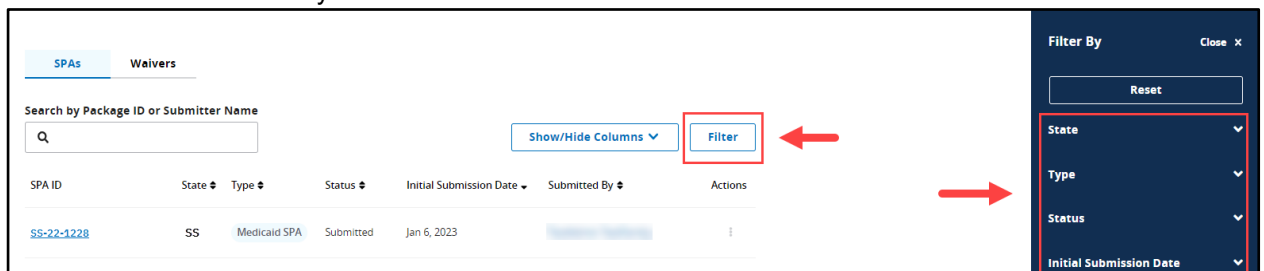 SPAs Waivers
Search by Package ID or Submitter Name
Show/Hide Columns Filter
SPA ID State Type Status Initial Submission Date Submitted By Actions
SS-22-1228 SS Medicaid SPA Submitted Jan 6, 2023
Filter By Close x
Reset
State
Type
Status
Initial Submission Date